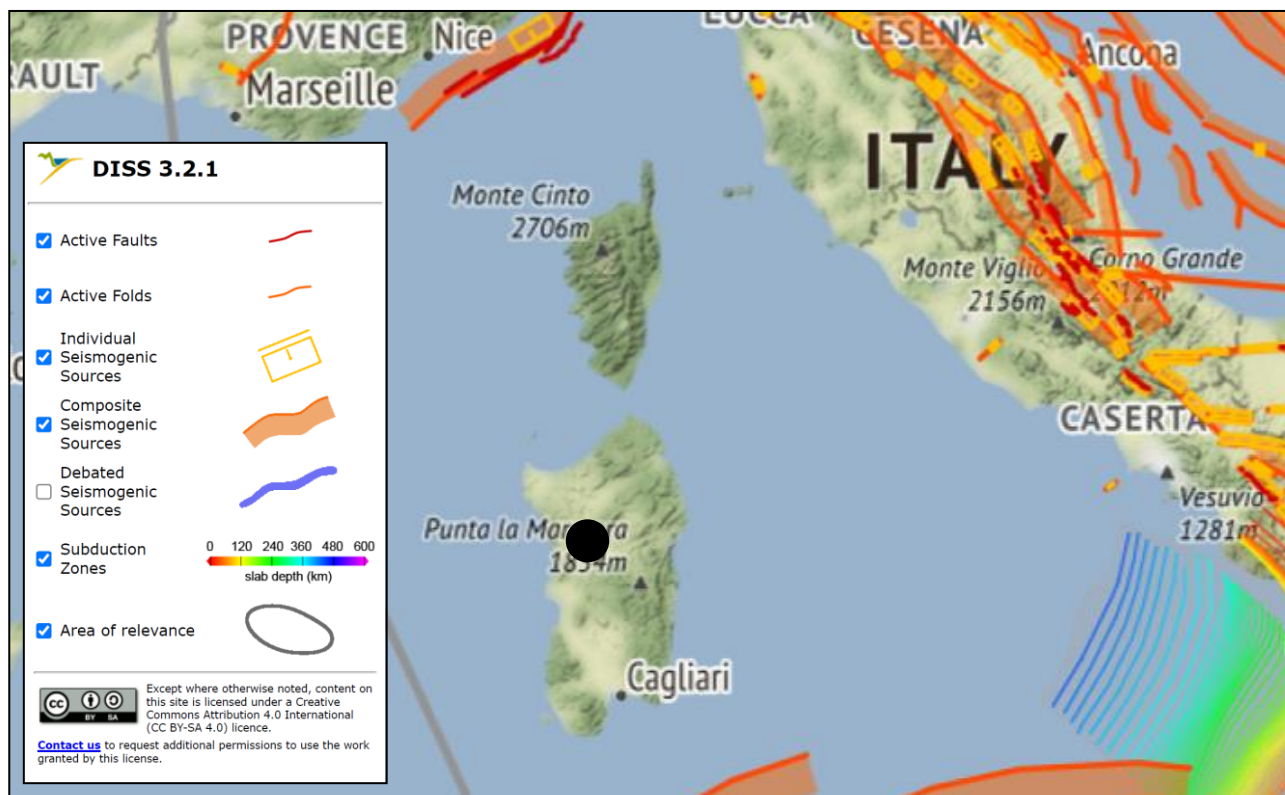 PROVENCE
Nice
RAULT
Marseille
LUCCA
CESENA
Ancona
ITALY
Monte Cinto
2706m
Corno Grande
Monte Viglio
2156m
CASERTA
Vesuvio
1281m
Punta la
Cagliari
DISS 3.2.1
Active Faults
Active Folds
Individual
Seismogenic
Sources
Composite
Seismogenic
Sources
Debated
Seismogenic
Sources
Subduction
Zones
0 120 240 360 480 600
slab depth (km)
Area of relevance
cc BY SA
Except where otherwise noted, content on
this site is licensed under a Creative
Commons Attribution 4.0 International
(CC BY-SA 4.0) licence.
Contact us to request additional permissions to use the work
granted by this license.